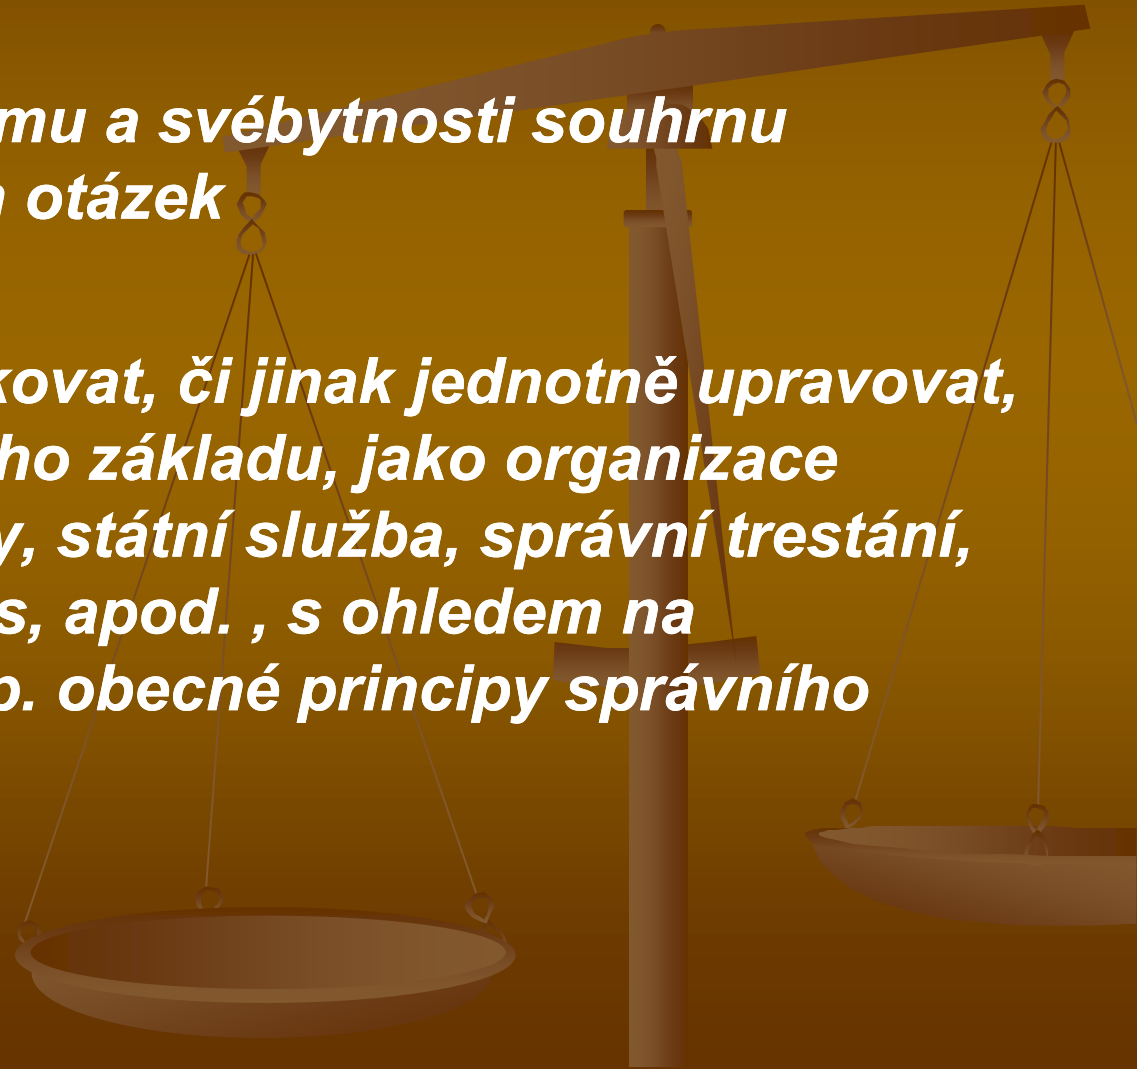 mu a svébytnosti souhrnu
otázek
kovat, či jinak jednotně upravovat,
ho základu, jako organizace
y, státní služba, správní trestání,
s, apod. , s ohledem na
p. obecné principy správního